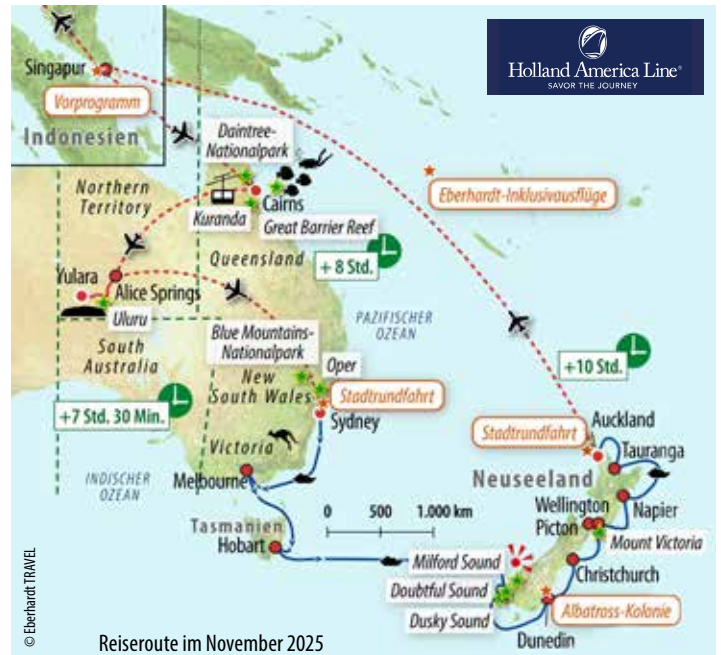 Holland America Line®
SAVOR THE JOURNEY
Singapur
Vorprogramm
Indonesien
Daintree-
Nationalpark
Northern
Territory
Kuranda
Cairns
Great Barrier Reef
Eberhardt-Inklusivausflüge
Queensland
+ 8 Std.
Yulara
Alice Springs
Uluru
PAZIFISCHER
OZEAN
Blue Mountains-
Nationalpark
Oper
South
Australia
New
South Wales
Stadtrundfahrt
Sydney
+10 Std.
+7 Std. 30 Min.
Victoria
Melbourne
INDISCHER
OZEAN
Stadtrundfahrt
Auckland
Tauranga
Neuseeland
Napier
Wellington
Picton
Mount Victoria
Tasmanien
Hobart
0 500 1.000 km
Milford Sound
Christchurch
Doubtful Sound
Albatross-Kolonie
Dusky Sound
Dunedin
© Eberhardt TRAVEL
Reiseroute im November 2025